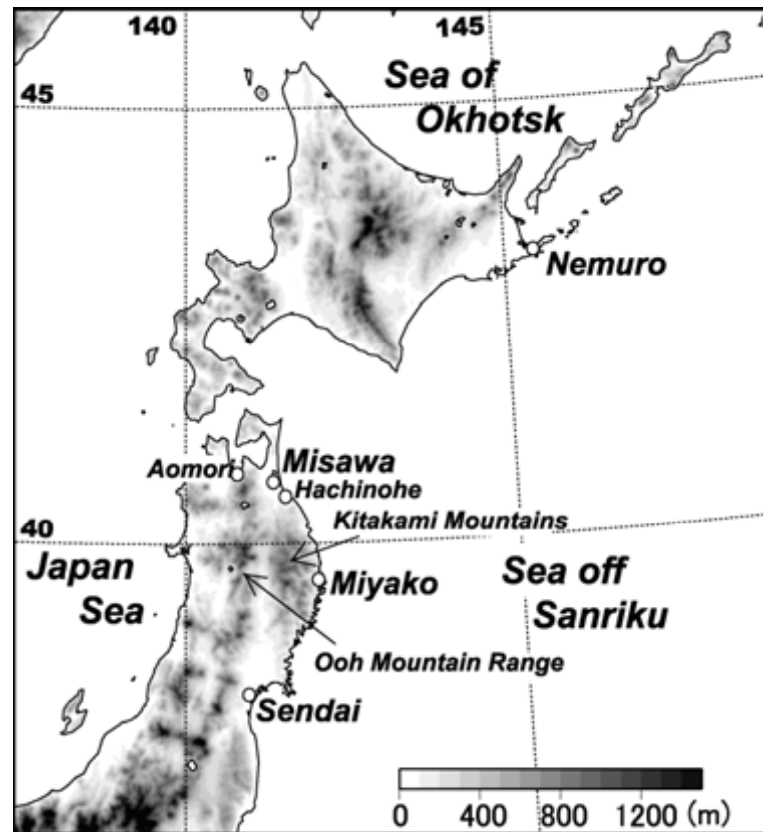 140
145
Sea of
Okhotsk
45
Nemuro
Aomori
Misawa
Hachinohe
40
Kitakami Mountains
Japan
Sea
Miyako
Sea off
Sanriku
Ooh Mountain Range
Sendai
0 400 800 1200 (m)